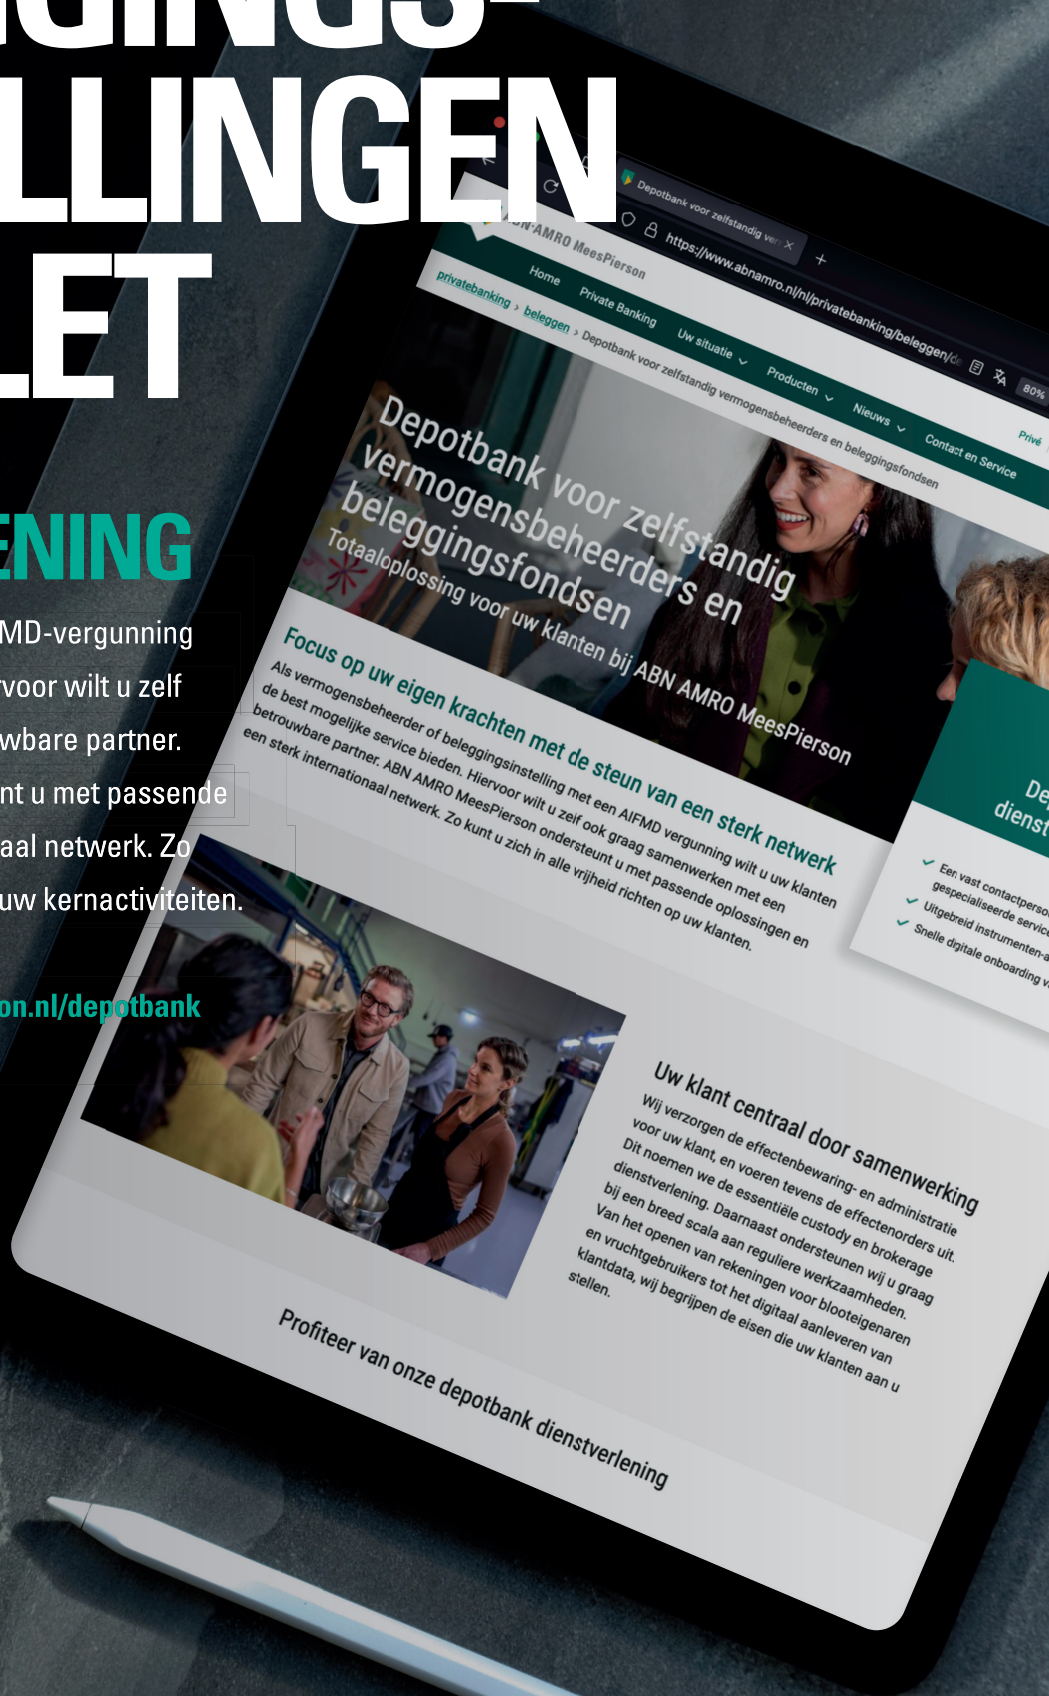 LLINGEN
LET
ENING
MD-vergunning
rvoor wilt u zelf
wbare partner.
nt u met passende
aal netwerk. Zo
uw kernactiviteiten.
on.nl/depotbank
Depotbank voor zelfstandig ver
https://www.abnamro.nl/nl/privatebanking/beleggen/de
80%
ABN·AMRO MeesPierson
Privé
Home Private Banking Uw situatie Producten Nieuws Contact en Service
privatebanking > beleggen > Depotbank voor zelfstandig vermogensbeheerders en beleggingsfondsen
Depotbank voor zelfstandig
vermogensbeheerders en
beleggingsfondsen
Totaaloplossing voor uw klanten bij ABN AMRO MeesPierson
Focus op uw eigen krachten met de steun van een sterk netwerk
Als vermogensbeheerder of beleggingsinstelling met een AIFMD vergunning wilt u uw klanten
de best mogelijke service bieden. Hiervoor wilt u zelf ook graag samenwerken met een
betrouwbare partner. ABN AMRO MeesPierson ondersteunt u met passende oplossingen en
een sterk internationaal netwerk. Zo kunt u zich in alle vrijheid richten op uw klanten.
De
dienst
Een vast contactpersoon
gespecialiseerde service
Uitgebreid instrumenten-a
Snelle digitale onboarding v
Uw klant centraal door samenwerking
Wij verzorgen de effectenbewaring- en administratie
voor uw klant, en voeren tevens de effectenorders uit.
Dit noemen we de essentiële custody en brokerage
dienstverlening. Daarnaast ondersteunen wij u graag
bij een breed scala aan reguliere werkzaamheden.
Van het openen van rekeningen voor blooteigenaren
en vruchtgebruikers tot het digitaal aanleveren van
klantdata, wij begrijpen de eisen die uw klanten aan u
stellen.
Profiteer van onze depotbank dienstverlening